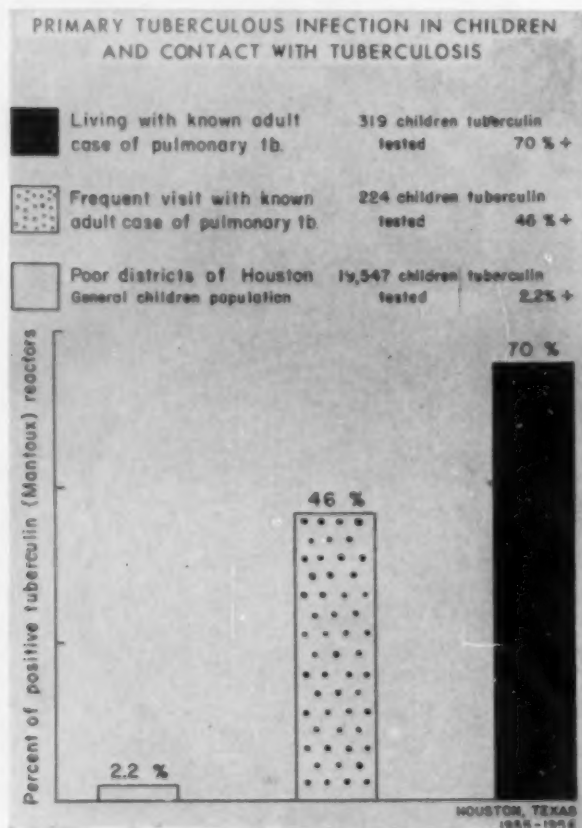 PRIMARY TUBERCULOUS INFECTION IN CHILDREN
AND CONTACT WITH TUBERCULOSIS
Living with known adult
case of pulmonary tb.
319 children tuberculin
tested 70 % +
Frequent visit with known
adult case of pulmonary tb
224 children tuberculin
tested 46 % +
Poor districts of Houston
General children population
19,547 children tuberculin
tested 2.2% +
Percent of positive tuberculin (Mantoux) reactors
2.2 %
46 %
70 %
HOUSTON, TEXAS